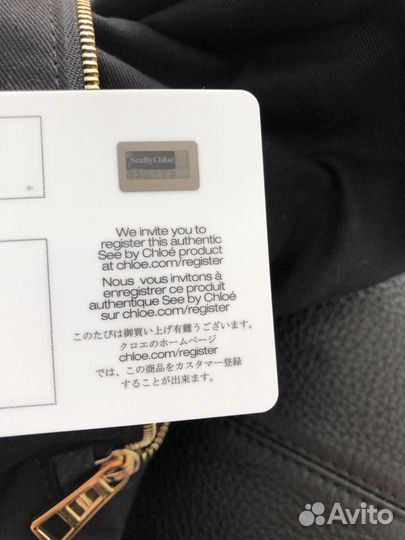 SeeByChloe
We invite you to
register this authentic
See by Chloé product
at chloe.com/register
Nous vous invitons à
enregistrer ce produit
authentique See by Chloé
sur chloe.com/register
このたびは御買い上げ有難うございます。
クロエのホームページ
chloe.com/register
では、この商品をカスタマー登録
することが出来ます。
Avito